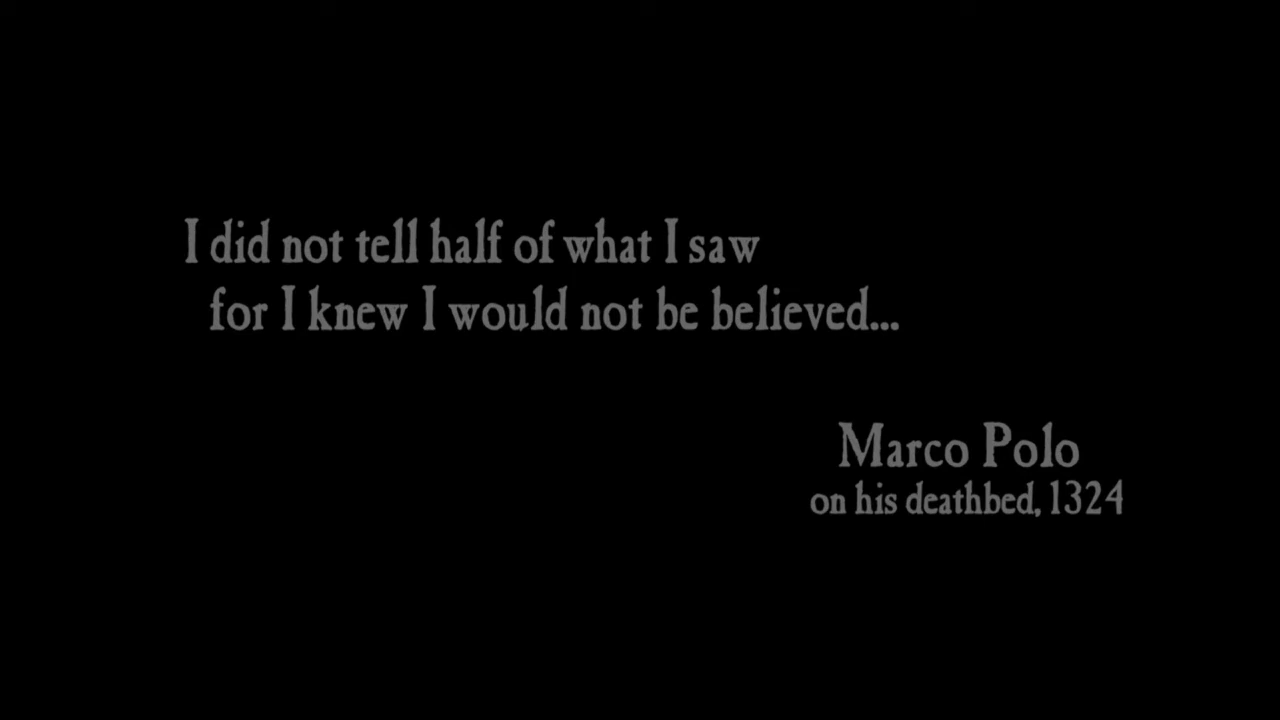 I did not tell half of what I saw
for I knew I would not be believed...
Marco Polo
on his deathbed, 1324